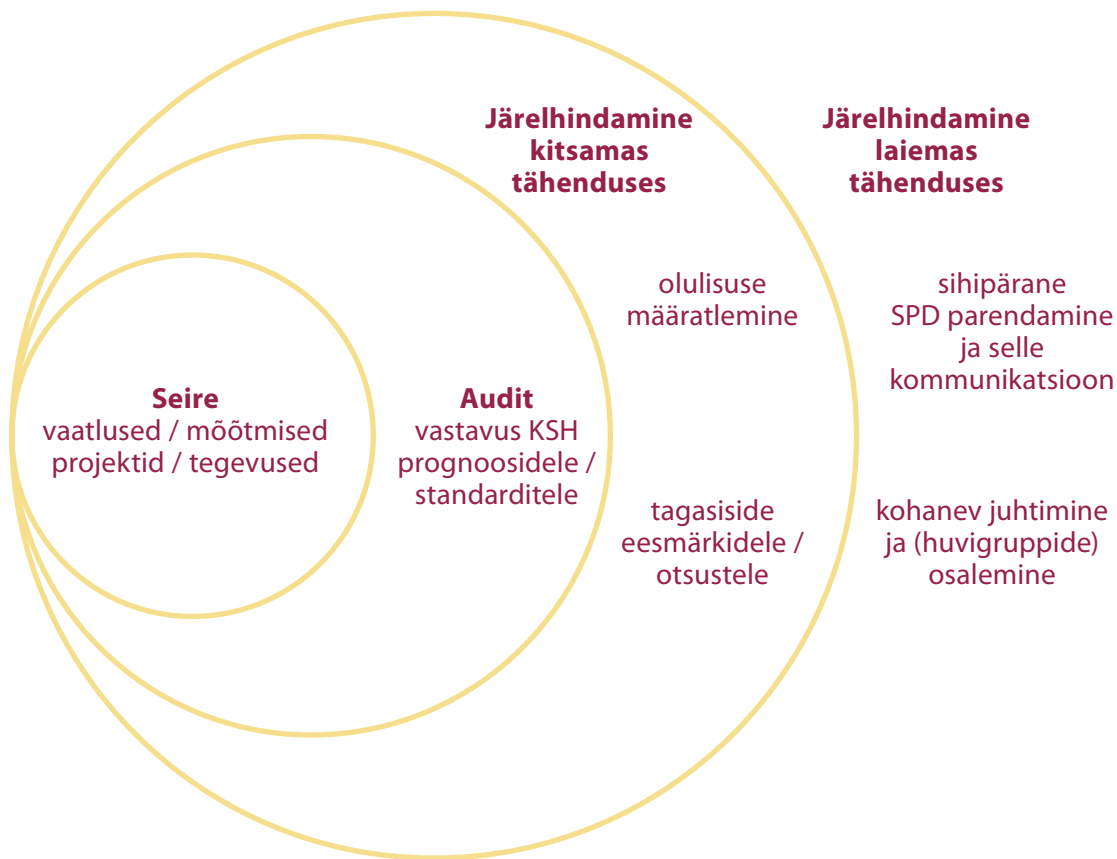 Järelhindamine
kitsamas
tähenduses
Järelhindamine
laiemas
tähenduses
olulisuse
määratlemine
sihipärane
SPD parendamine
ja selle
kommunikatsioon
Seire
vaatlused / mõõtmised
projektid / tegevused
Audit
vastavus KSH
prognoosidele /
standarditele
tagasiside
eesmärkidele /
otsustele
kohanev juhtimine
ja (huvigruppide)
osalemine